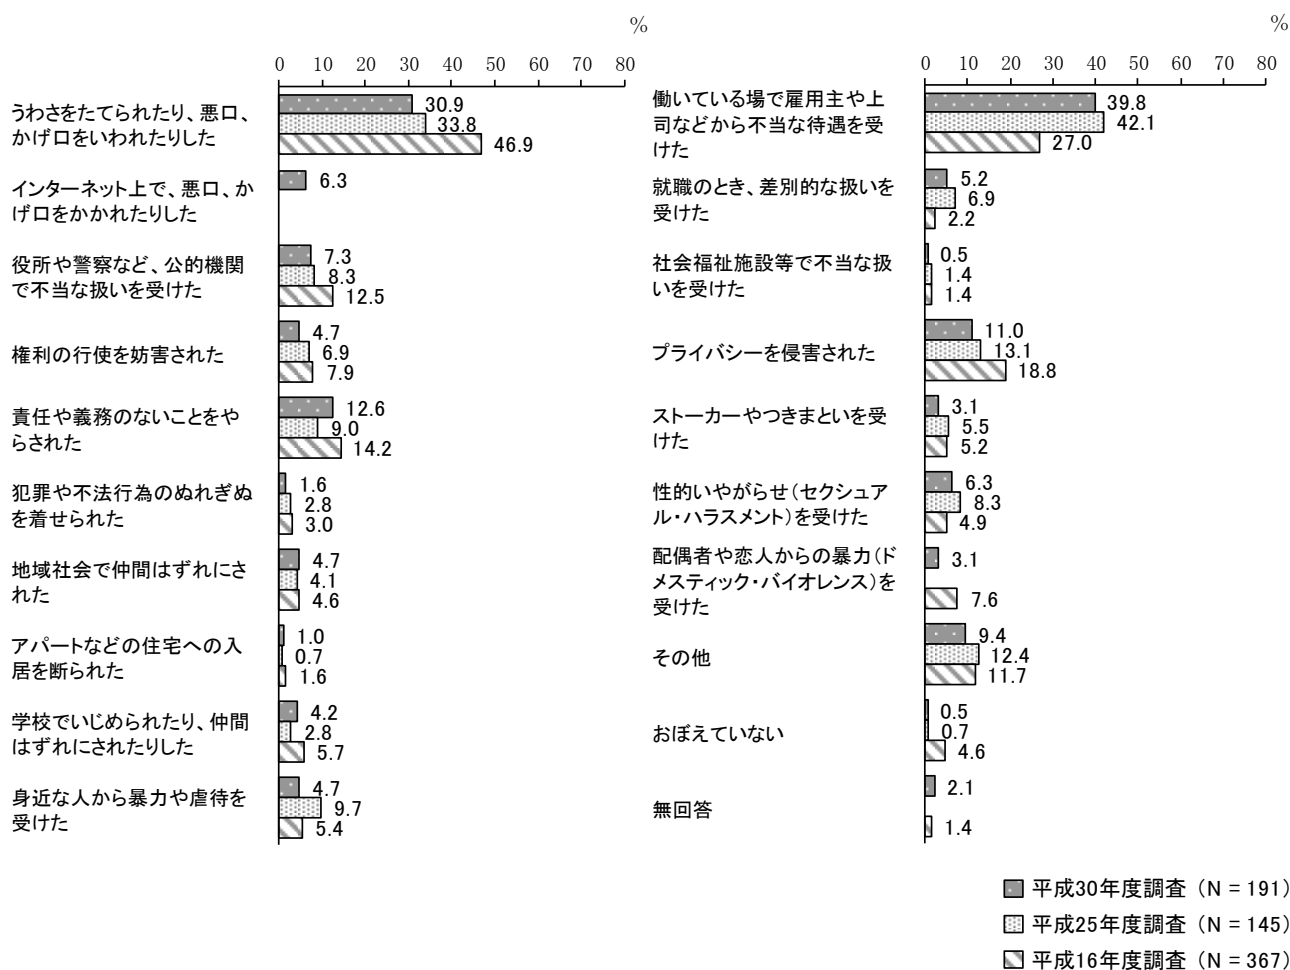 %
0 10 20 30 40 50 60 70 80
うわさをたてられたり、悪口、
かげ口をいわれたりした
30.9
33.8
46.9
インターネット上で、悪口、か
げ口をかかれたりした
6.3
役所や警察など、公的機関
で不当な扱いを受けた
7.3
8.3
12.5
権利の行使を妨害された
4.7
6.9
7.9
責任や義務のないことをや
らされた
12.6
9.0
14.2
犯罪や不法行為のぬれぎぬ
を着せられた
1.6
2.8
3.0
地域社会で仲間はずれにさ
れた
4.7
4.1
4.6
アパートなどの住宅への入
居を断られた
1.0
0.7
1.6
学校でいじめられたり、仲間
はずれにされたりした
4.2
2.8
5.7
身近な人から暴力や虐待を
受けた
4.7
9.7
5.4
%
0 10 20 30 40 50 60 70 80
働いている場で雇用主や上
司などから不当な待遇を受
けた
39.8
42.1
27.0
就職のとき、差別的な扱いを
受けた
5.2
6.9
2.2
社会福祉施設等で不当な扱
いを受けた
0.5
1.4
1.4
プライバシーを侵害された
11.0
13.1
18.8
ストーカーやつきまといを受
けた
3.1
5.5
5.2
性的いやがらせ(セクシュア
ル・ハラスメント)を受けた
6.3
8.3
4.9
配偶者や恋人からの暴力(ド
メスティック・バイオレンス)を
受けた
3.1
7.6
その他
9.4
12.4
11.7
おぼえていない
0.5
0.7
4.6
無回答
2.1
1.4
平成30年度調査 (N = 191)
平成25年度調査 (N = 145)
平成16年度調査 (N = 367)